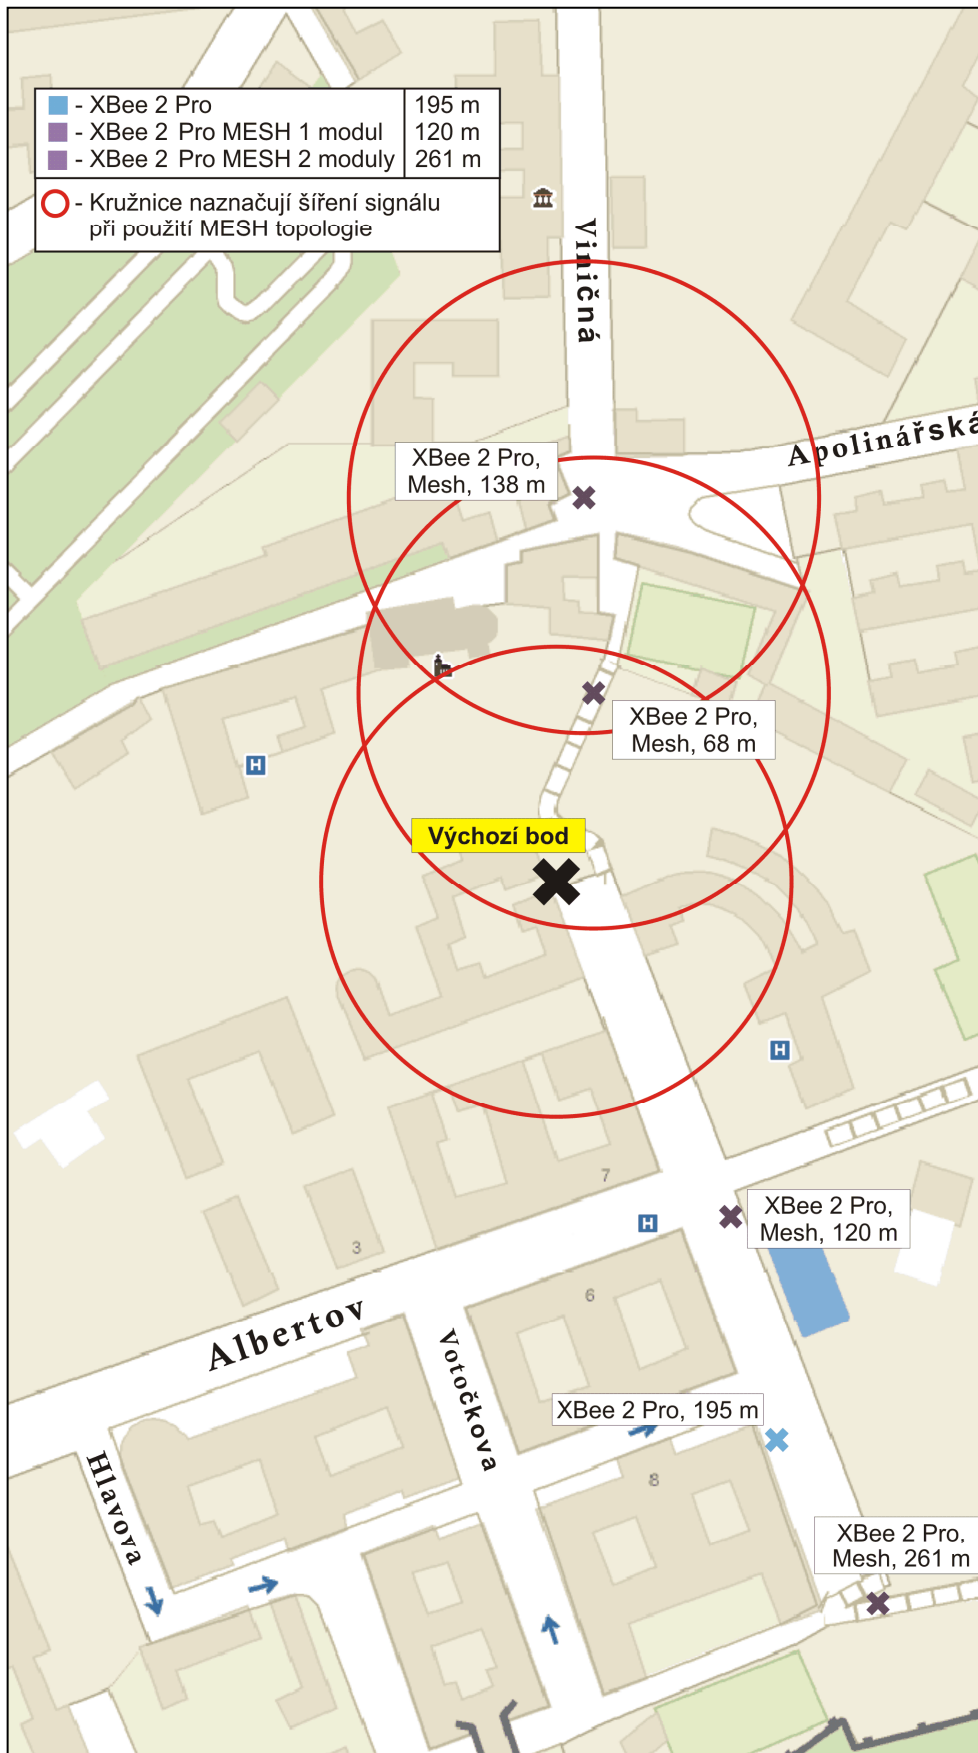 - XBee 2 Pro 195 m
- XBee 2 Pro MESH 1 modul 120 m
- XBee 2 Pro MESH 2 moduly 261 m
- Kružnice naznačují šíření signálu
při použití MESH topologie
Viničná
Apolinářská
XBee 2 Pro,
Mesh, 138 m
XBee 2 Pro,
Mesh, 68 m
H
Výchozí bod
H
7
XBee 2 Pro,
Mesh, 120 m
H
3
6
Albertov
Votočkova
XBee 2 Pro, 195 m
Hlavova
8
XBee 2 Pro,
Mesh, 261 m